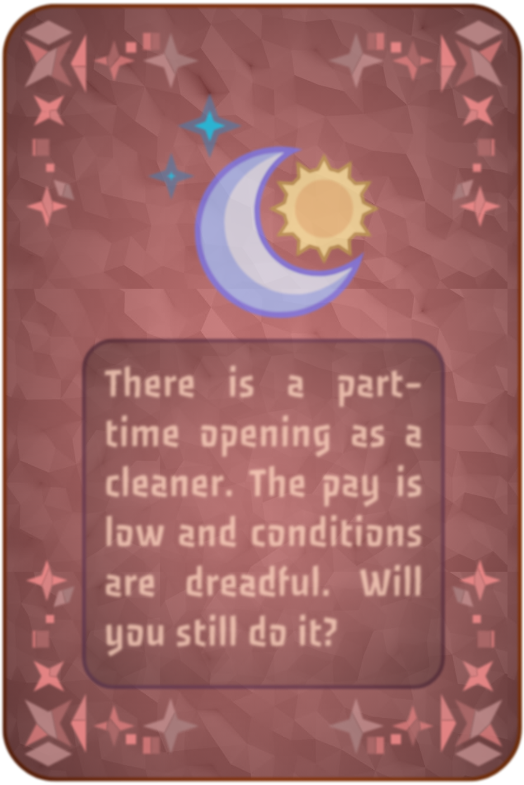 There is a part-
time opening as a
cleaner. The pay is
low and conditions
are dreadful. Will
you still do it?